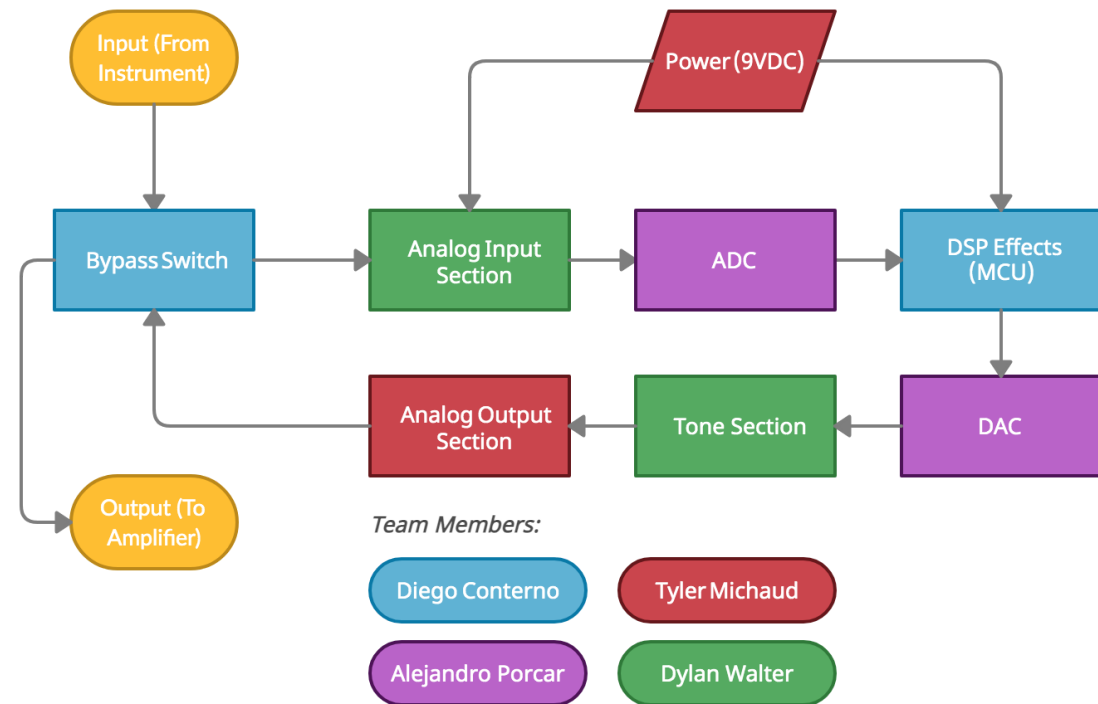 Input (From
Instrument)
Power (9VDC)
Bypass Switch
Analog Input
Section
ADC
DSP Effects
(MCU)
Analog Output
Section
Tone Section
DAC
Output (To
Amplifier)
Team Members:
Diego Conterno
Tyler Michaud
Alejandro Porcar
Dylan Walter